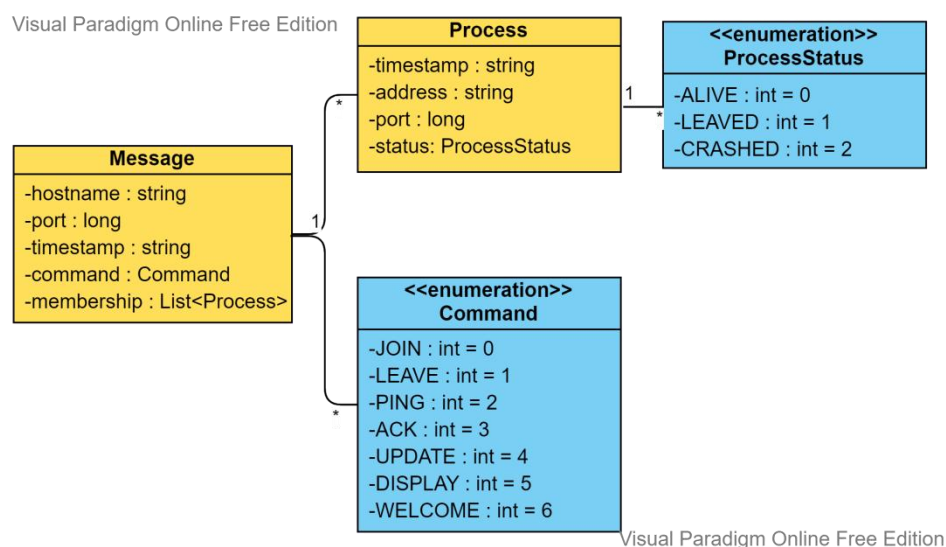 Visual Paradigm Online Free Edition
Process
-timestamp : string
-address : string
-port : long
-status: ProcessStatus
<<enumeration>>
ProcessStatus
-ALIVE : int = 0
-LEAVED : int = 1
-CRASHED : int = 2
1
*
*
1
Message
-hostname : string
-port : long
-timestamp : string
-command : Command
-membership : List<Process>
<<enumeration>>
Command
-JOIN : int = 0
-LEAVE : int = 1
-PING : int = 2
-ACK : int = 3
-UPDATE : int = 4
-DISPLAY : int = 5
-WELCOME : int = 6
*
Visual Paradigm Online Free Edition